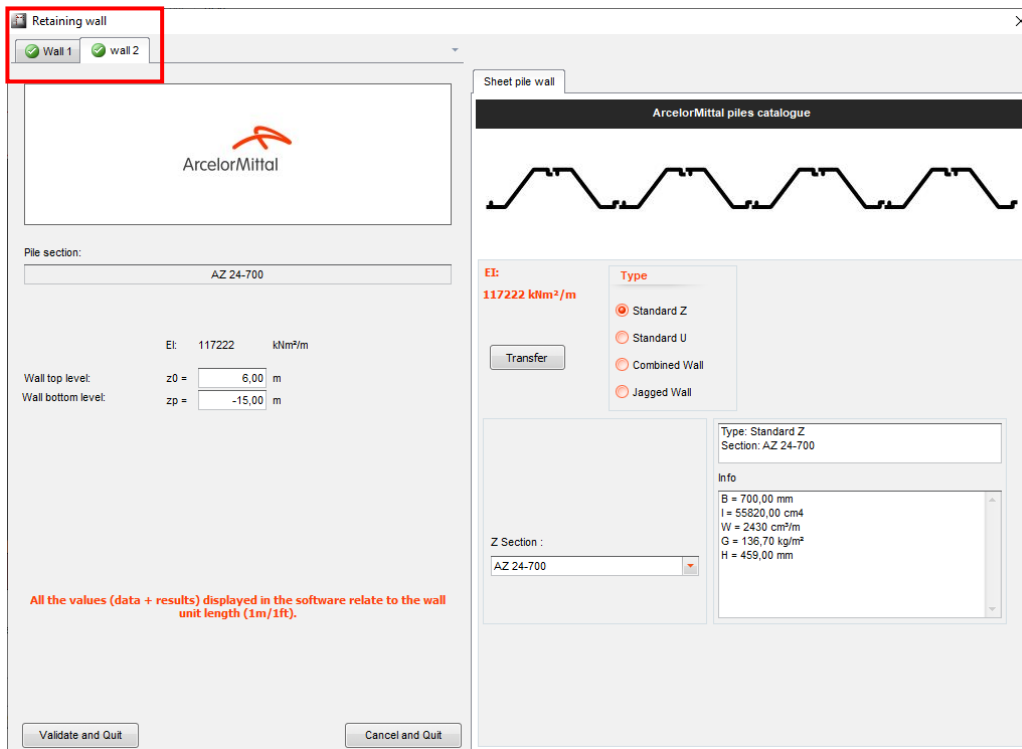 Retaining wall
Wall 1
wall 2
ArcelorMittal
Pile section:
AZ 24-700
EI: 117222 kNm²/m
Wall top level: z0 = 6,00 m
Wall bottom level: zp = -15,00 m
All the values (data + results) displayed in the software relate to the wall
unit length (1m/1ft).
Validate and Quit
Cancel and Quit
Sheet pile wall
ArcelorMittal piles catalogue
EI:
117222 kNm²/m
Transfer
Type
Standard Z
Standard U
Combined Wall
Jagged Wall
Z Section :
AZ 24-700
Type: Standard Z
Section: AZ 24-700
Info
B = 700,00 mm
I = 55820,00 cm4
W = 2430 cm³/m
G = 136,70 kg/m²
H = 459,00 mm